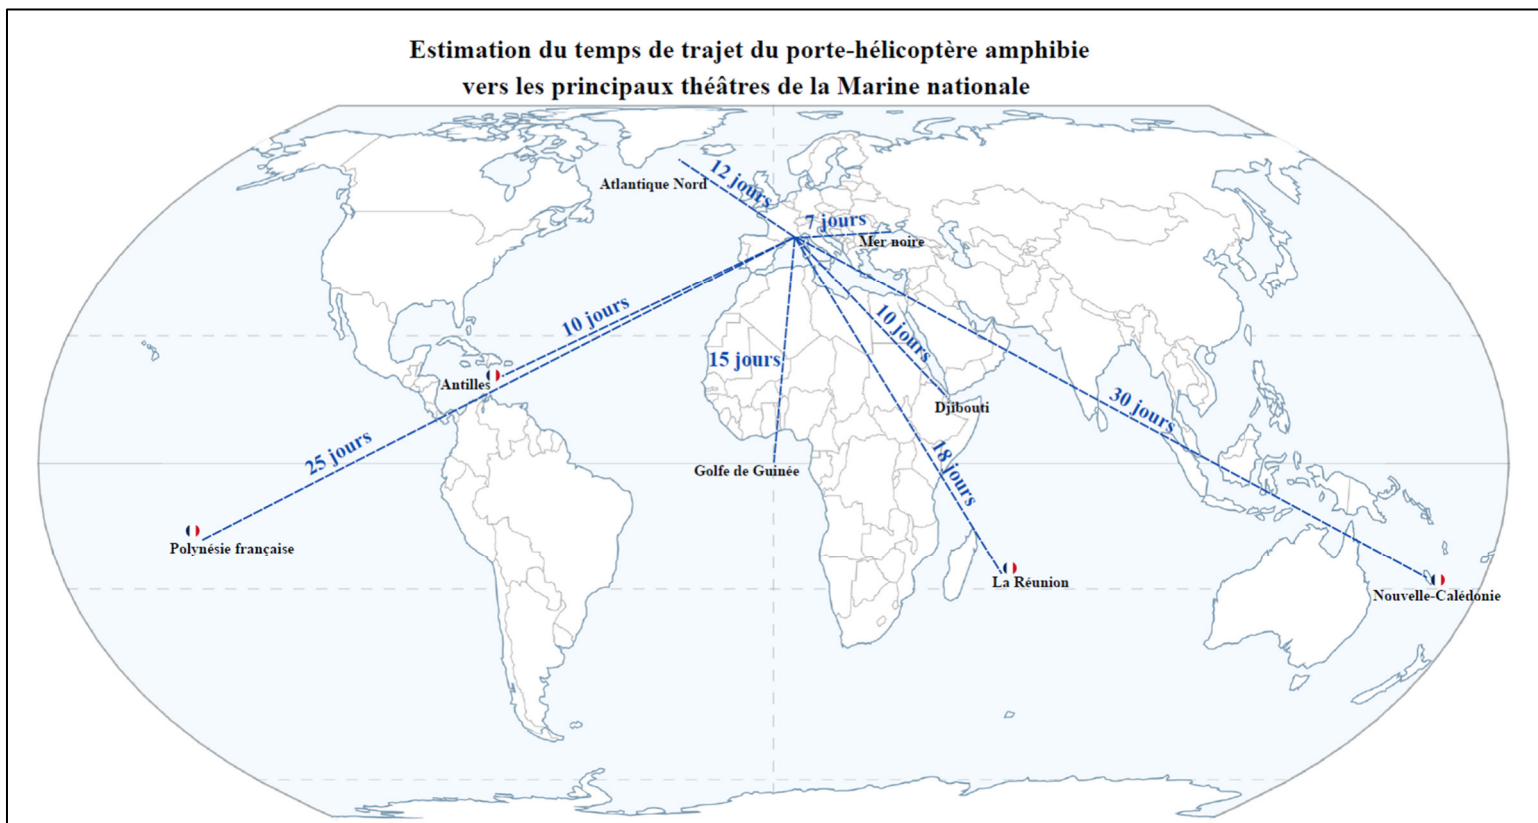 Estimation du temps de trajet du porte-hélicoptère amphibie
vers les principaux théâtres de la Marine nationale
12 jours
Atlantique Nord
7 jours
Mer noire
10 jours
10 jours
15 jours
Antilles
Djibouti
30 jours
25 jours
18 jours
Golfe de Guinée
Polynésie française
La Réunion
Nouvelle-Calédonie